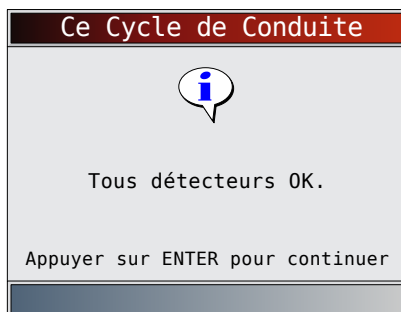 Ce Cycle de Conduite
i
Tous détecteurs OK.
Appuyer sur ENTER pour continuer